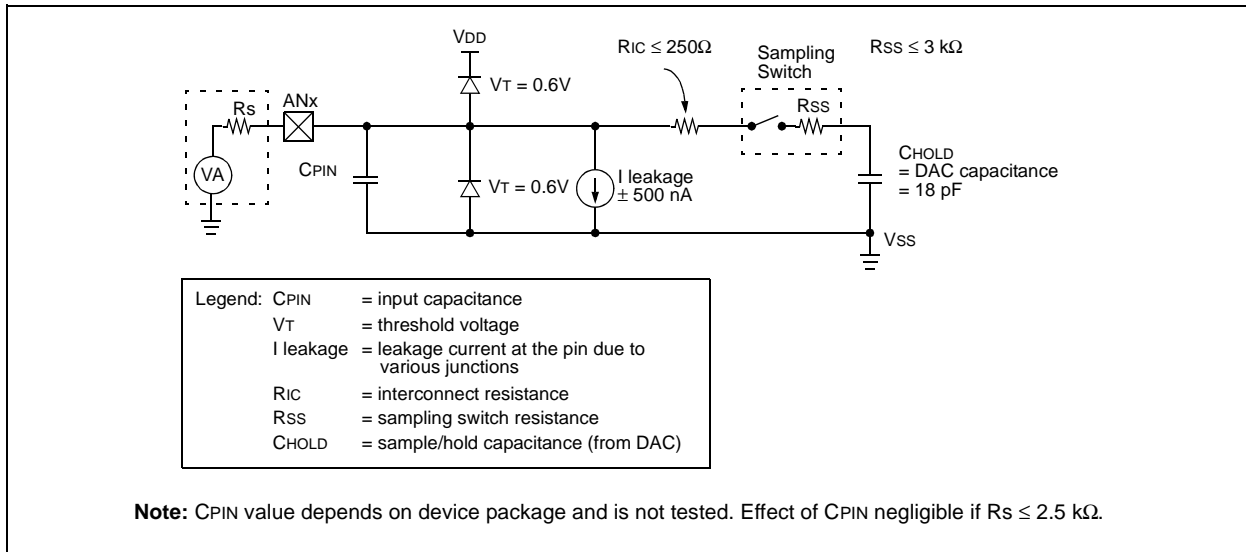 VDD
RIC ≤ 250Ω
Sampling
Switch
RSS ≤ 3 kΩ
VT = 0.6V
Rs
ANx
RSS
VA
CPIN
VT = 0.6V
I leakage
± 500 nA
CHOLD
= DAC capacitance
= 18 pF
VSS
Legend: CPIN = input capacitance
VT = threshold voltage
I leakage = leakage current at the pin due to
various junctions
RIC = interconnect resistance
RSS = sampling switch resistance
CHOLD = sample/hold capacitance (from DAC)
Note: CPIN value depends on device package and is not tested. Effect of CPIN negligible if Rs ≤ 2.5 kΩ.